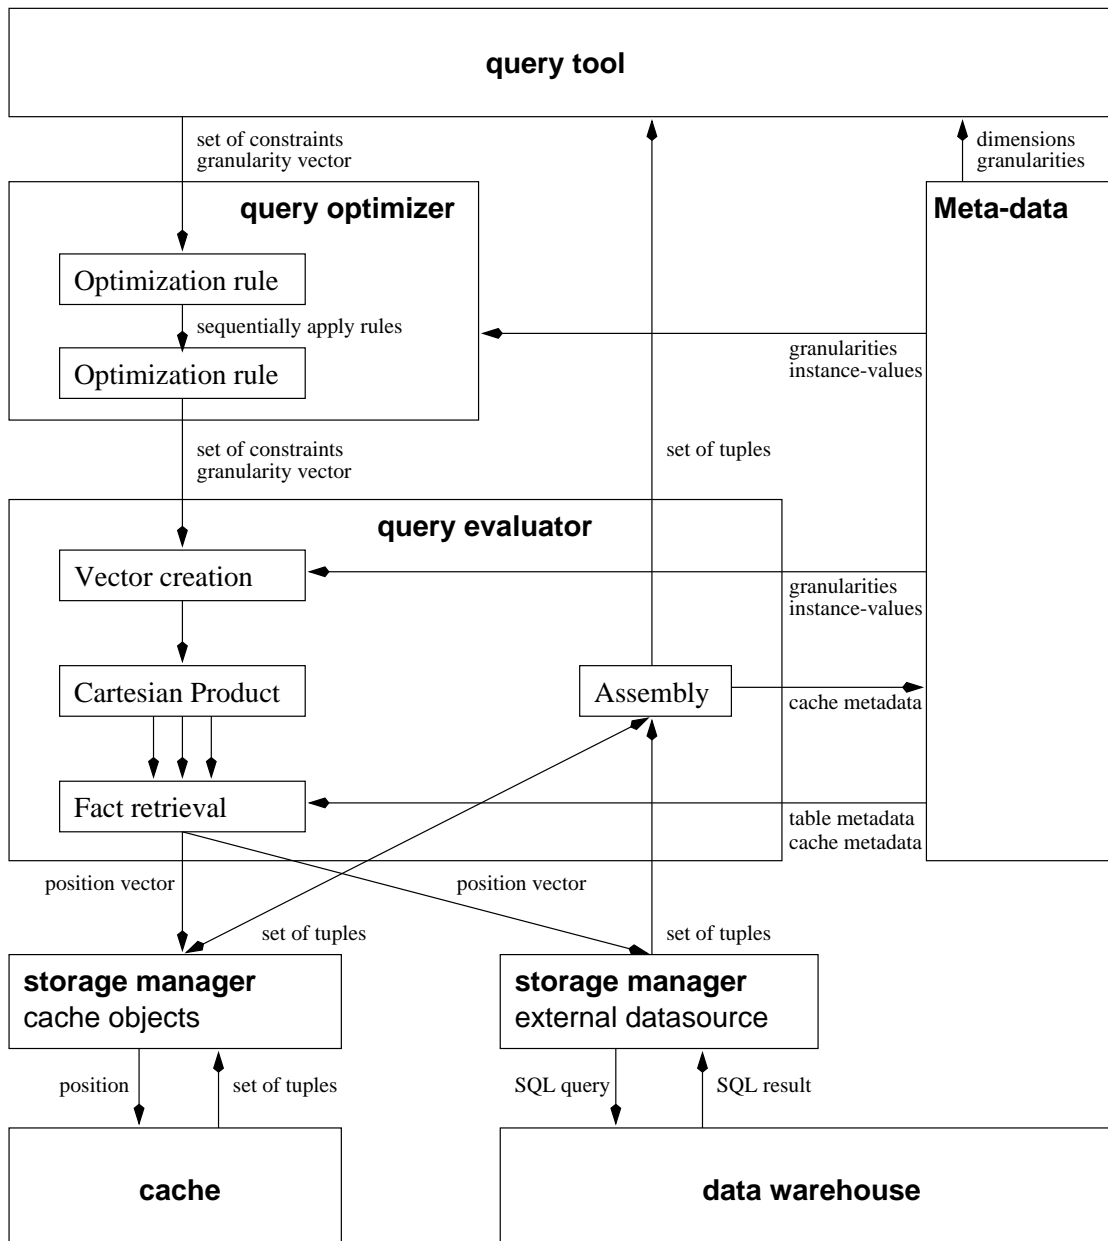 query tool
set of constraints
granularity vector
dimensions
granularities
query optimizer
Meta-data
Optimization rule
sequentially apply rules
Optimization rule
granularities
instance-values
set of constraints
granularity vector
set of tuples
query evaluator
Vector creation
granularities
instance-values
Cartesian Product
Assembly
cache metadata
Fact retrieval
table metadata
cache metadata
position vector
position vector
set of tuples
set of tuples
storage manager
cache objects
storage manager
external datasource
position
set of tuples
SQL query
SQL result
cache
data warehouse